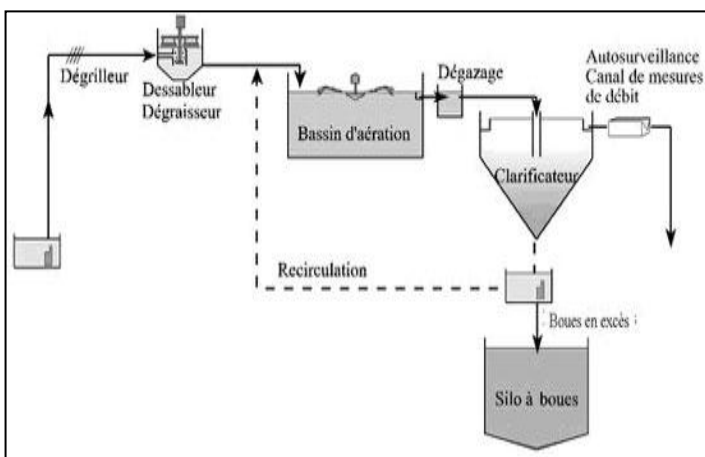 Dégrilleur
Dessableur
Dégraisseur
Bassin d'aération
Dégazage
Autosurveillance
Canal de mesures
de débit
Clarificateur
Recirculation
Boues en excès
Silo à boues